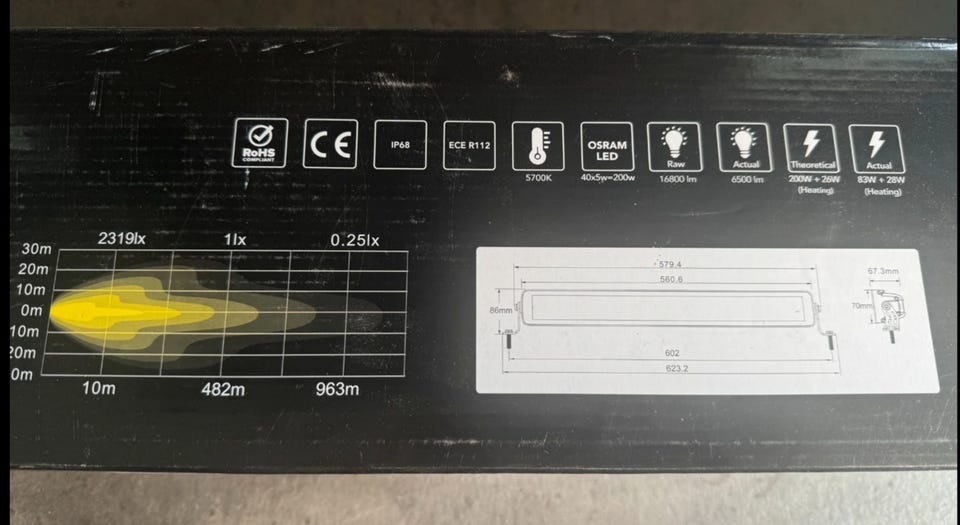 RoHS
COMPLIANT
CE
IP68
ECE R112
5700K
OSRAM
LED
40x5w=200w
Raw
16800 lm
Actual
6500 lm
Theoretical
200W + 26W
(Heating)
Actual
83W + 28W
(Heating)
2319lx 1lx 0.25lx
30m
20m
10m
0m
10m
20m
0m
10m 482m 963m
579.4
560.6
86mm
602
623.2
67.3mm
70mm